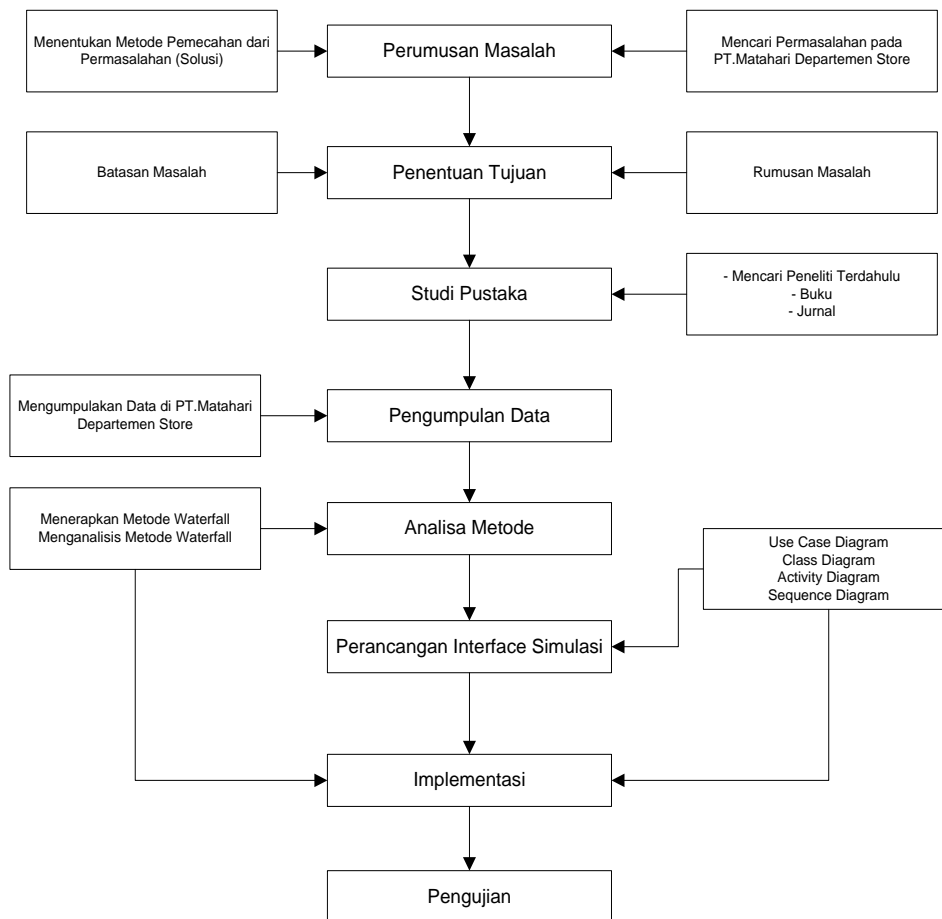 Menentukan Metode Pemecahan dari
Permasalahan (Solusi)
Perumusan Masalah
Mencari Permasalahan pada
PT.Matahari Departemen Store
Batasan Masalah
Penentuan Tujuan
Rumusan Masalah
Studi Pustaka
- Mencari Peneliti Terdahulu
- Buku
- Jurnal
Mengumpulakan Data di PT.Matahari
Departemen Store
Pengumpulan Data
Menerapkan Metode Waterfall
Menganalisis Metode Waterfall
Analisa Metode
Use Case Diagram
Class Diagram
Activity Diagram
Sequence Diagram
Perancangan Interface Simulasi
Implementasi
Pengujian